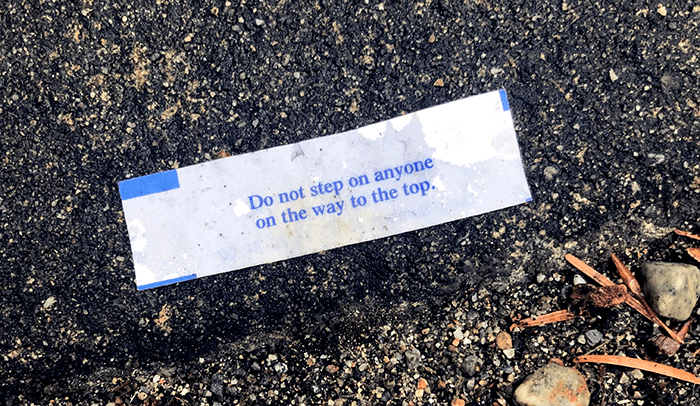 Do not step on anyone
on the way to the top.